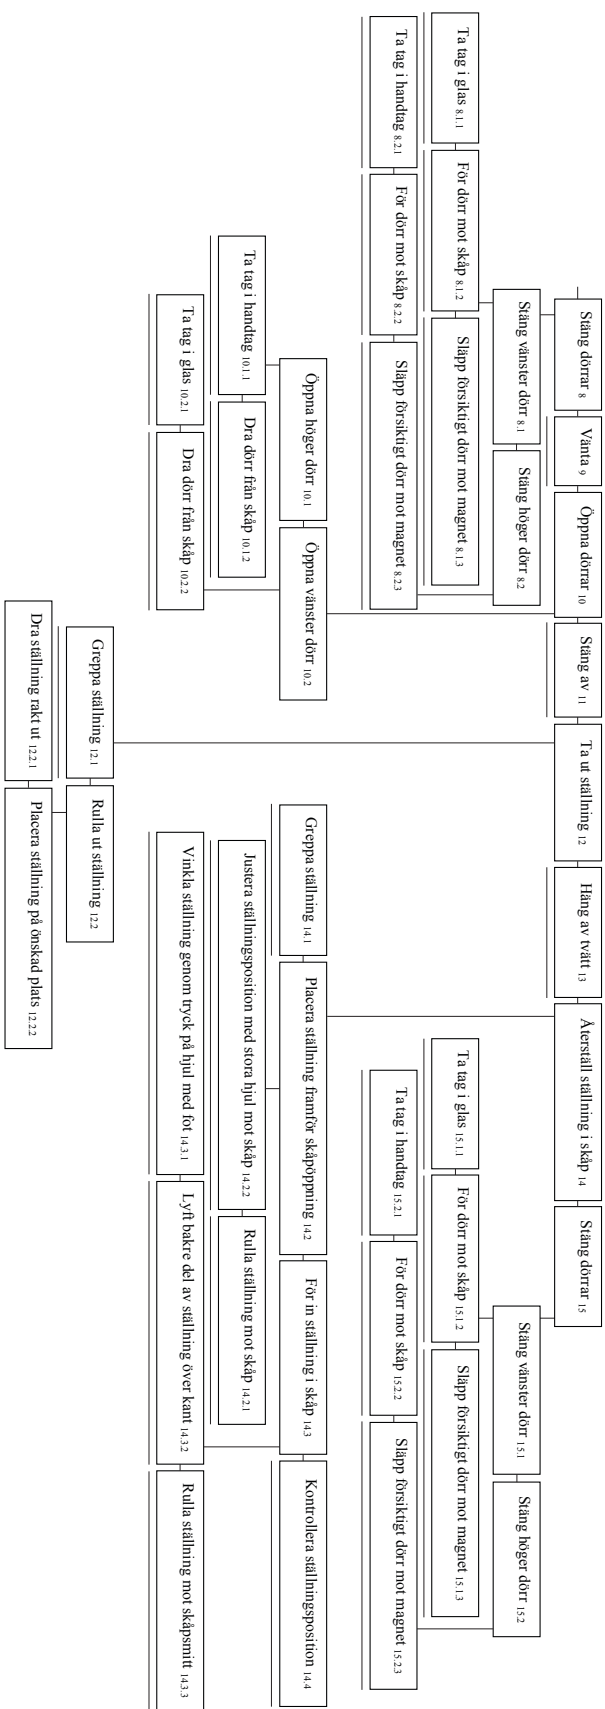 Stäng dörrar 8
Vänta 9
Öppna dörrar 10
Stäng av 11
Ta ut ställning 12
Häng av tvätt 13
Återställ ställning i skåp 14
Stäng dörrar 15
Stäng vänster dörr 8.1
Stäng höger dörr 8.2
Stäng vänster dörr 15.1
Stäng höger dörr 15.2
Ta tag i glas 8.1.1
För dörr mot skåp 8.1.2
Släpp försiktigt dörr mot magnet 8.1.3
Ta tag i glas 15.1.1
För dörr mot skåp 15.1.2
Släpp försiktigt dörr mot magnet 15.1.3
Ta tag i handtag 8.2.1
För dörr mot skåp 8.2.2
Släpp försiktigt dörr mot magnet 8.2.3
Ta tag i handtag 15.2.1
För dörr mot skåp 15.2.2
Släpp försiktigt dörr mot magnet 15.2.3
Öppna höger dörr 10.1
Öppna vänster dörr 10.2
Greppa ställning 14.1
Placera ställning framför skåpöppning 14.2
För in ställning i skåp 14.3
Kontrollera ställningsposition 14.4
Ta tag i handtag 10.1.1
Dra dörr från skåp 10.1.2
Justera ställningsposition med stora hjul mot skåp 14.2.2
Rulla ställning mot skåp 14.2.1
Ta tag i glas 10.2.1
Dra dörr från skåp 10.2.2
Vinkla ställning genom tryck på hjul med fot 14.3.1
Lyft bakre del av ställning över kant 14.3.2
Rulla ställning mot skåpsmitt 14.3.3
Greppa ställning 12.1
Rulla ut ställning 12.2
Dra ställning rakt ut 12.2.1
Placera ställning på önskad plats 12.2.2